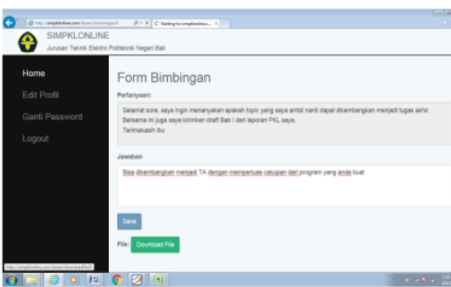 SIMPKLONLINE
Jurusan Teknik Elektro Politeknik Negeri Bali
Home
Edit Profil
Ganti Password
Logout
Form Bimbingan
Pertanyaan:
Selamat sore, saya ingin menanyakan apakah topic yang saya ambil nanti dapat dikembangkan menjadi tugas akhir.
Bersama ini juga saya kirimkan draft Bab I dari laporan PKL saya.
Terimakasih Ibu
Jawaban
Bisa dikembangkan menjadi TA dengan memperluas cakupan dari program yang anda buat
Save
File: Download File